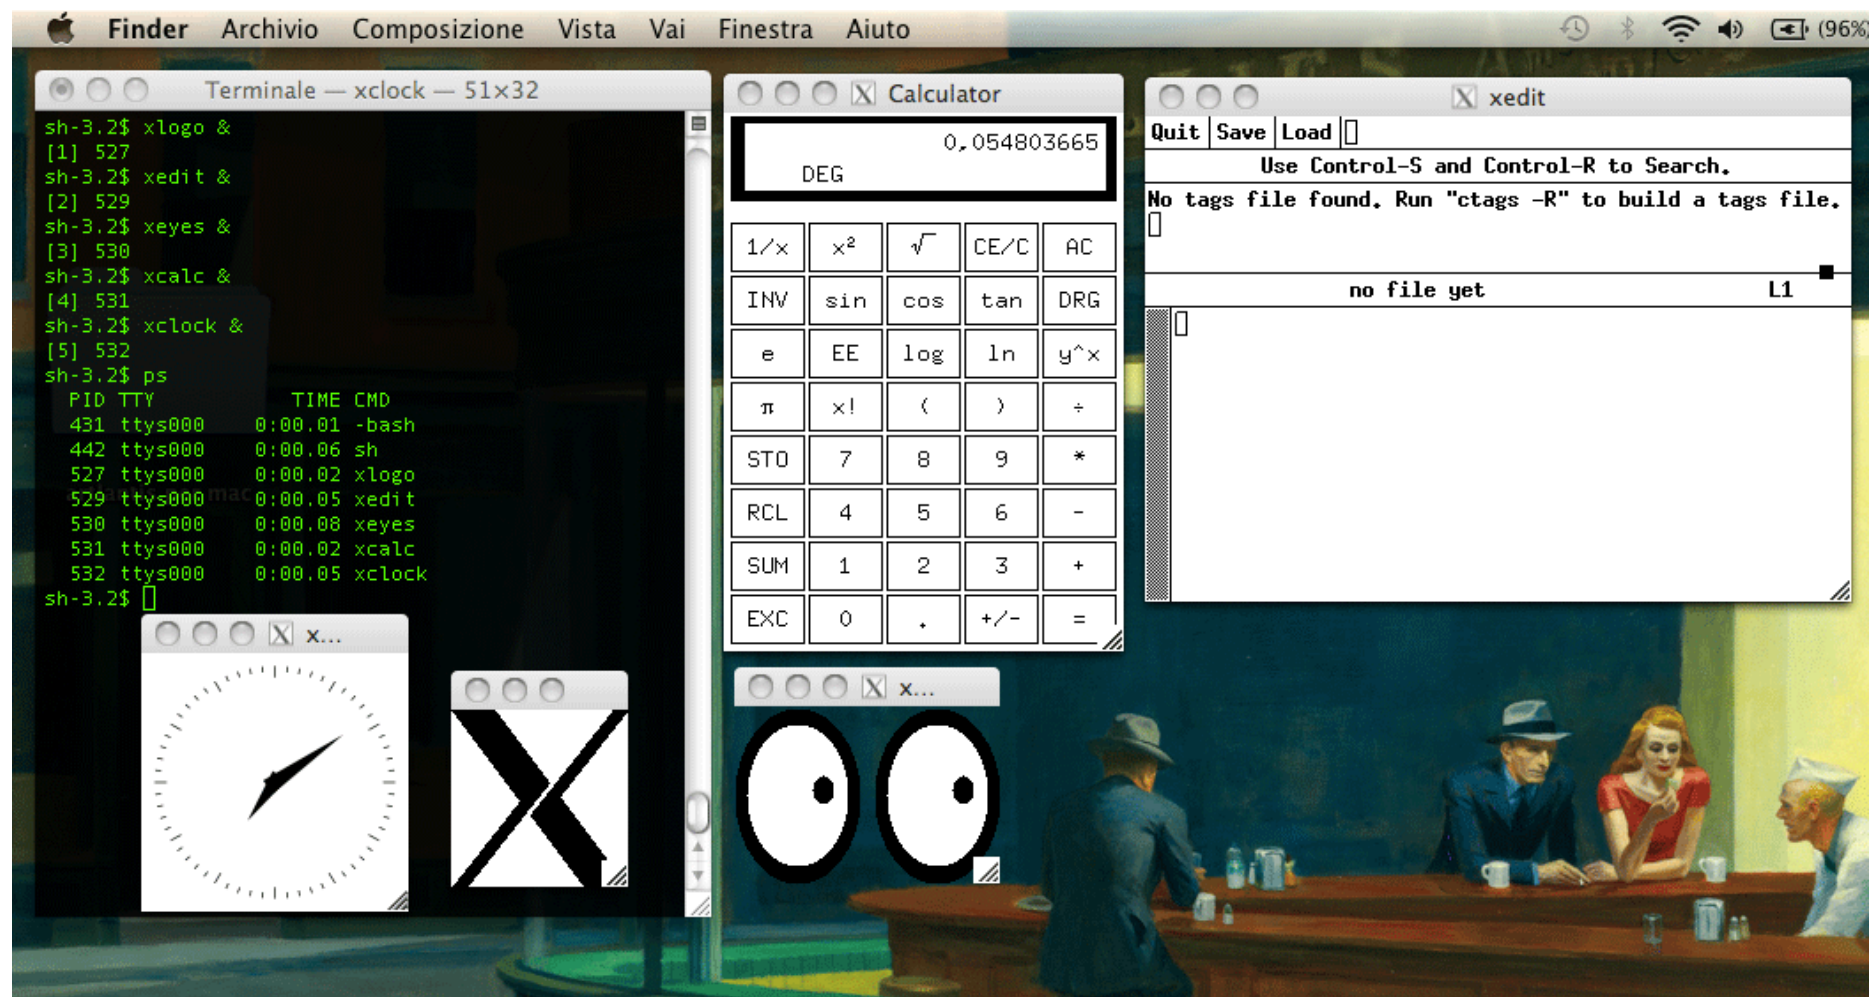 Finder Archivio Composizione Vista Vai Finestra Aiuto (96%)
Terminale — xclock — 51×32
sh-3.2$ xlogo &
[1] 527
sh-3.2$ xedit &
[2] 529
sh-3.2$ xeyes &
[3] 530
sh-3.2$ xcalc &
[4] 531
sh-3.2$ xclock &
[5] 532
sh-3.2$ ps
PID TTY TIME CMD
431 ttys000 0:00.01 -bash
442 ttys000 0:00.06 sh
527 ttys000 0:00.02 xlogo
529 ttys000 0:00.05 xedit
530 ttys000 0:00.08 xeyes
531 ttys000 0:00.02 xcalc
532 ttys000 0:00.05 xclock
sh-3.2$
X x...
X Calculator
0,054803665
DEG
1/x x² √ CE/C AC
INV sin cos tan DRG
e EE log ln y^x
π x! ( ) ÷
STO 7 8 9 *
RCL 4 5 6 -
SUM 1 2 3 +
EXC 0 . +/- =
X x...
X xedit
Quit Save Load
Use Control-S and Control-R to Search.
No tags file found. Run "ctags -R" to build a tags file.
no file yet L1